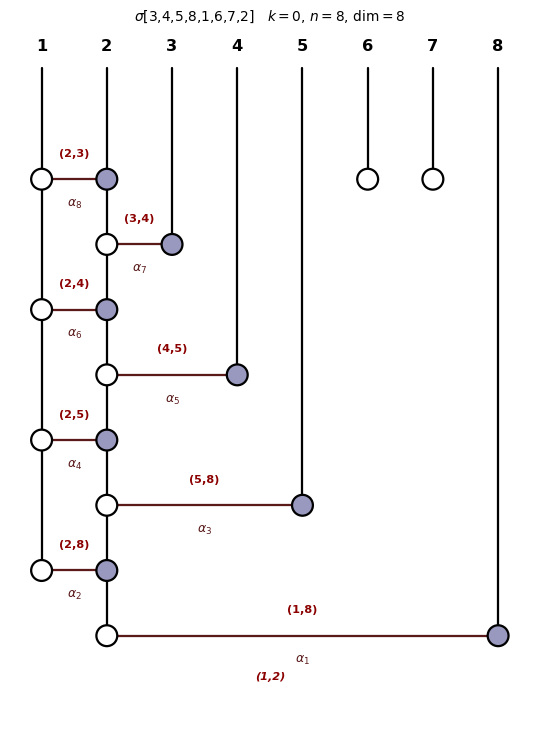 σ[3,4,5,8,1,6,7,2] k = 0, n = 8, dim = 8
1 2 3 4 5 6 7 8
(2,3)
α₈
(3,4)
α₇
(2,4)
α₆
(4,5)
α₅
(2,5)
α₄
(5,8)
α₃
(2,8)
α₂
(1,8)
α₁
(1,2)